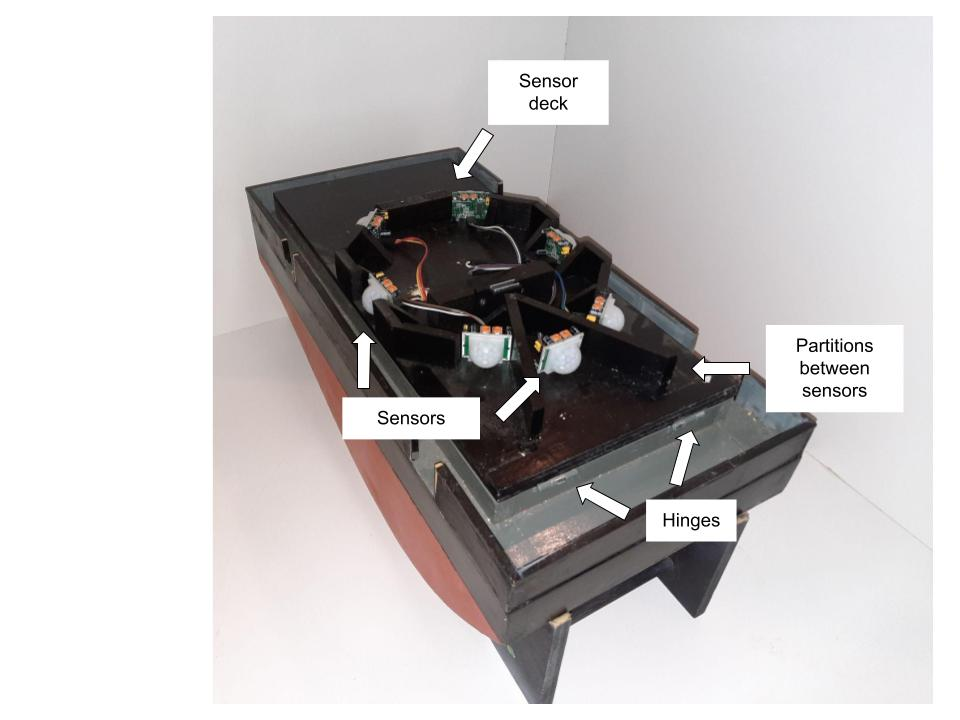 Sensor
deck
Partitions
between
sensors
Sensors
Hinges